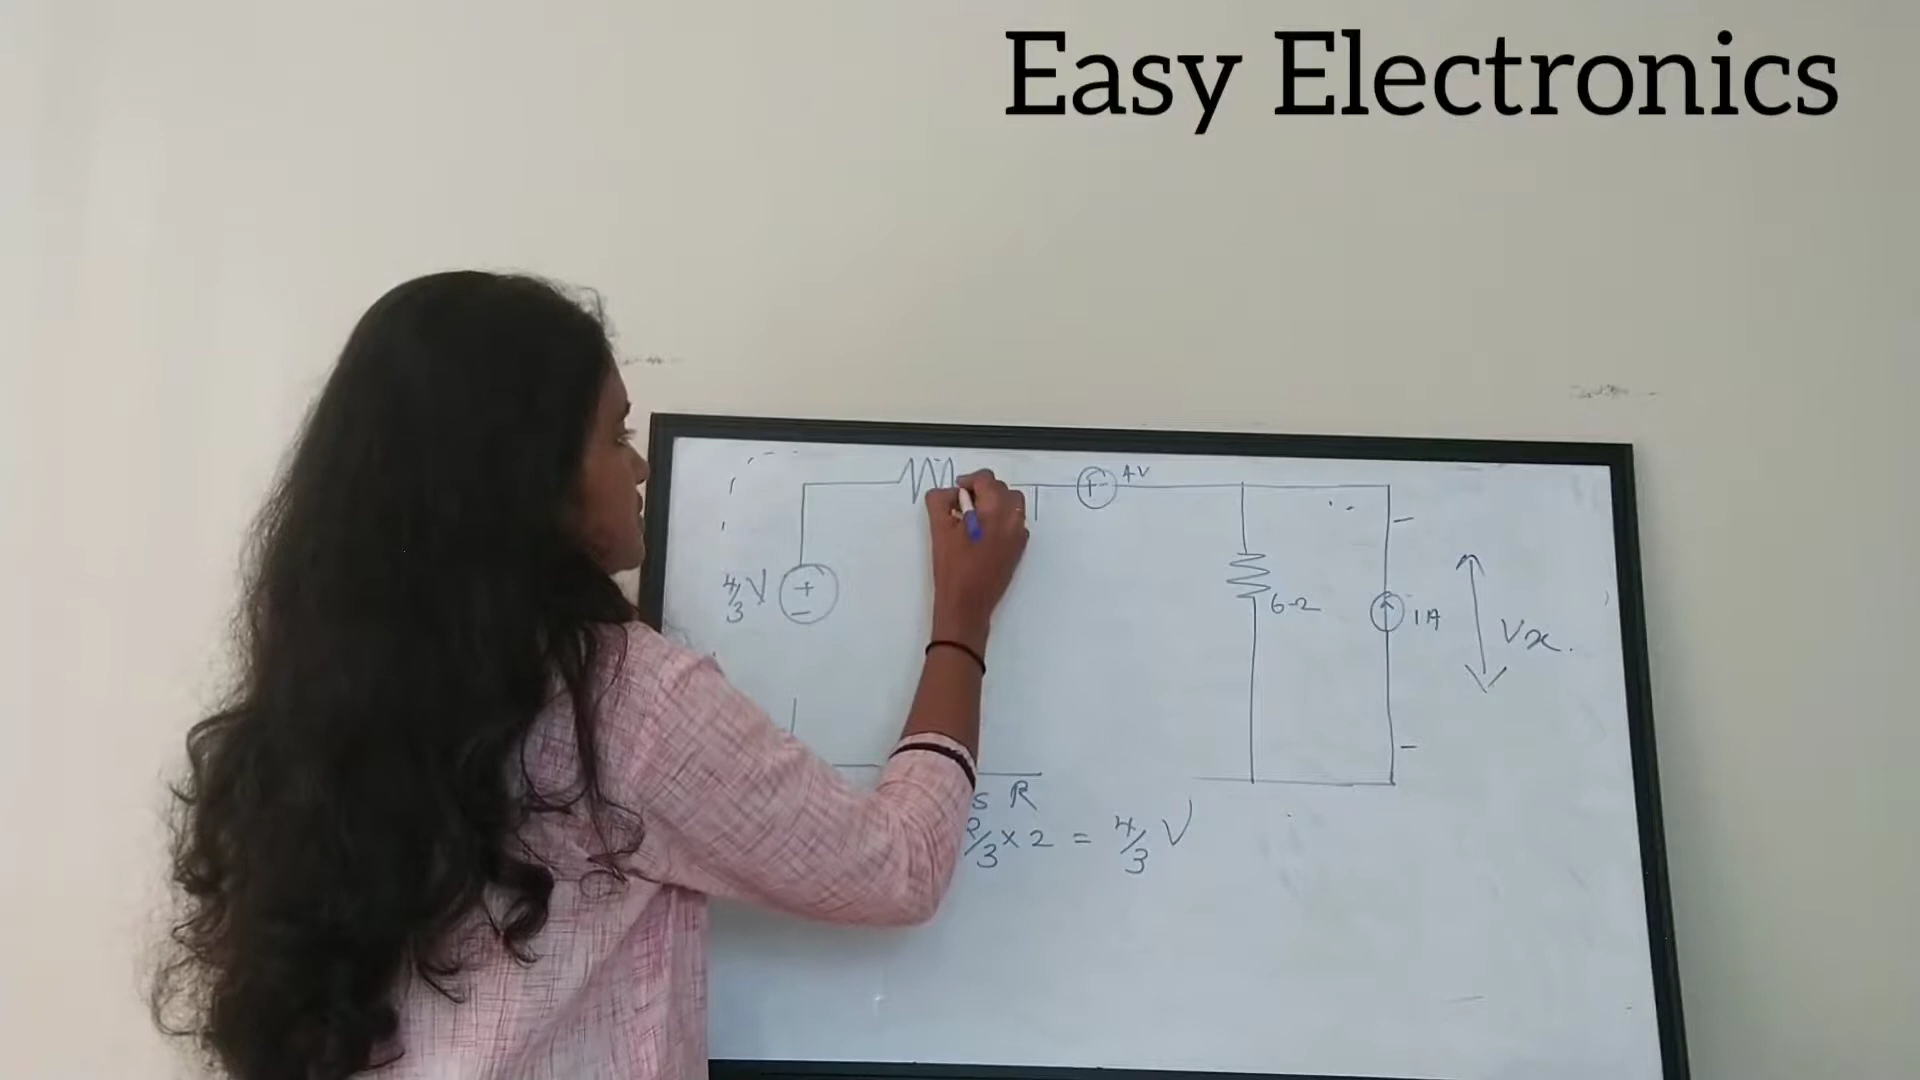 Easy Electronics
4V
4/3 V
+
-
6Ω
1A
Vx.
R
/3 × 2 = 4/3 V